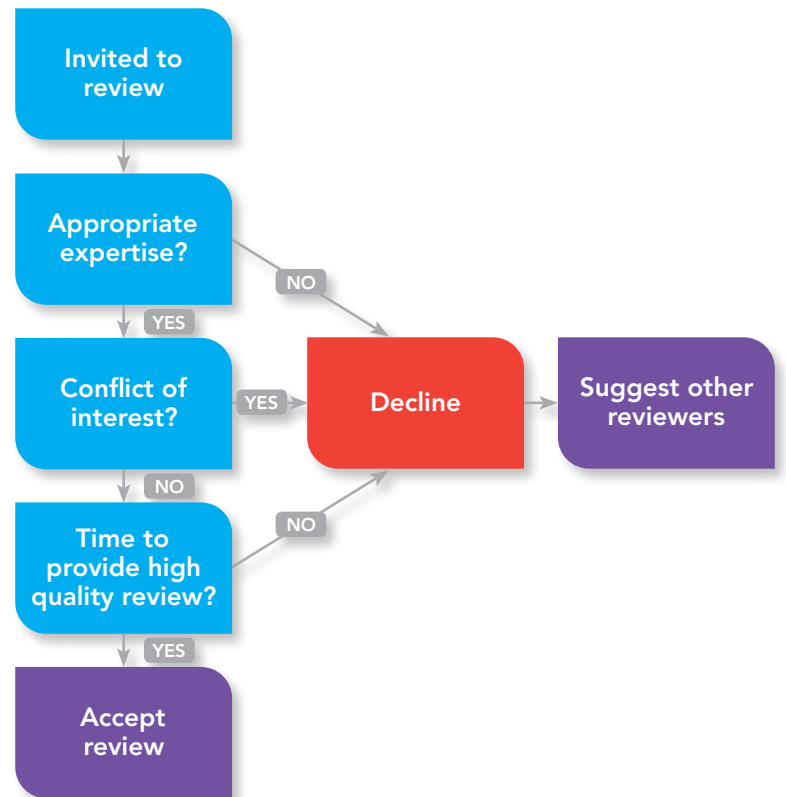 Invited to
review
Appropriate
expertise?
NO
YES
Conflict of
interest?
YES
Decline
Suggest other
reviewers
NO
Time to
provide high
quality review?
NO
YES
Accept
review